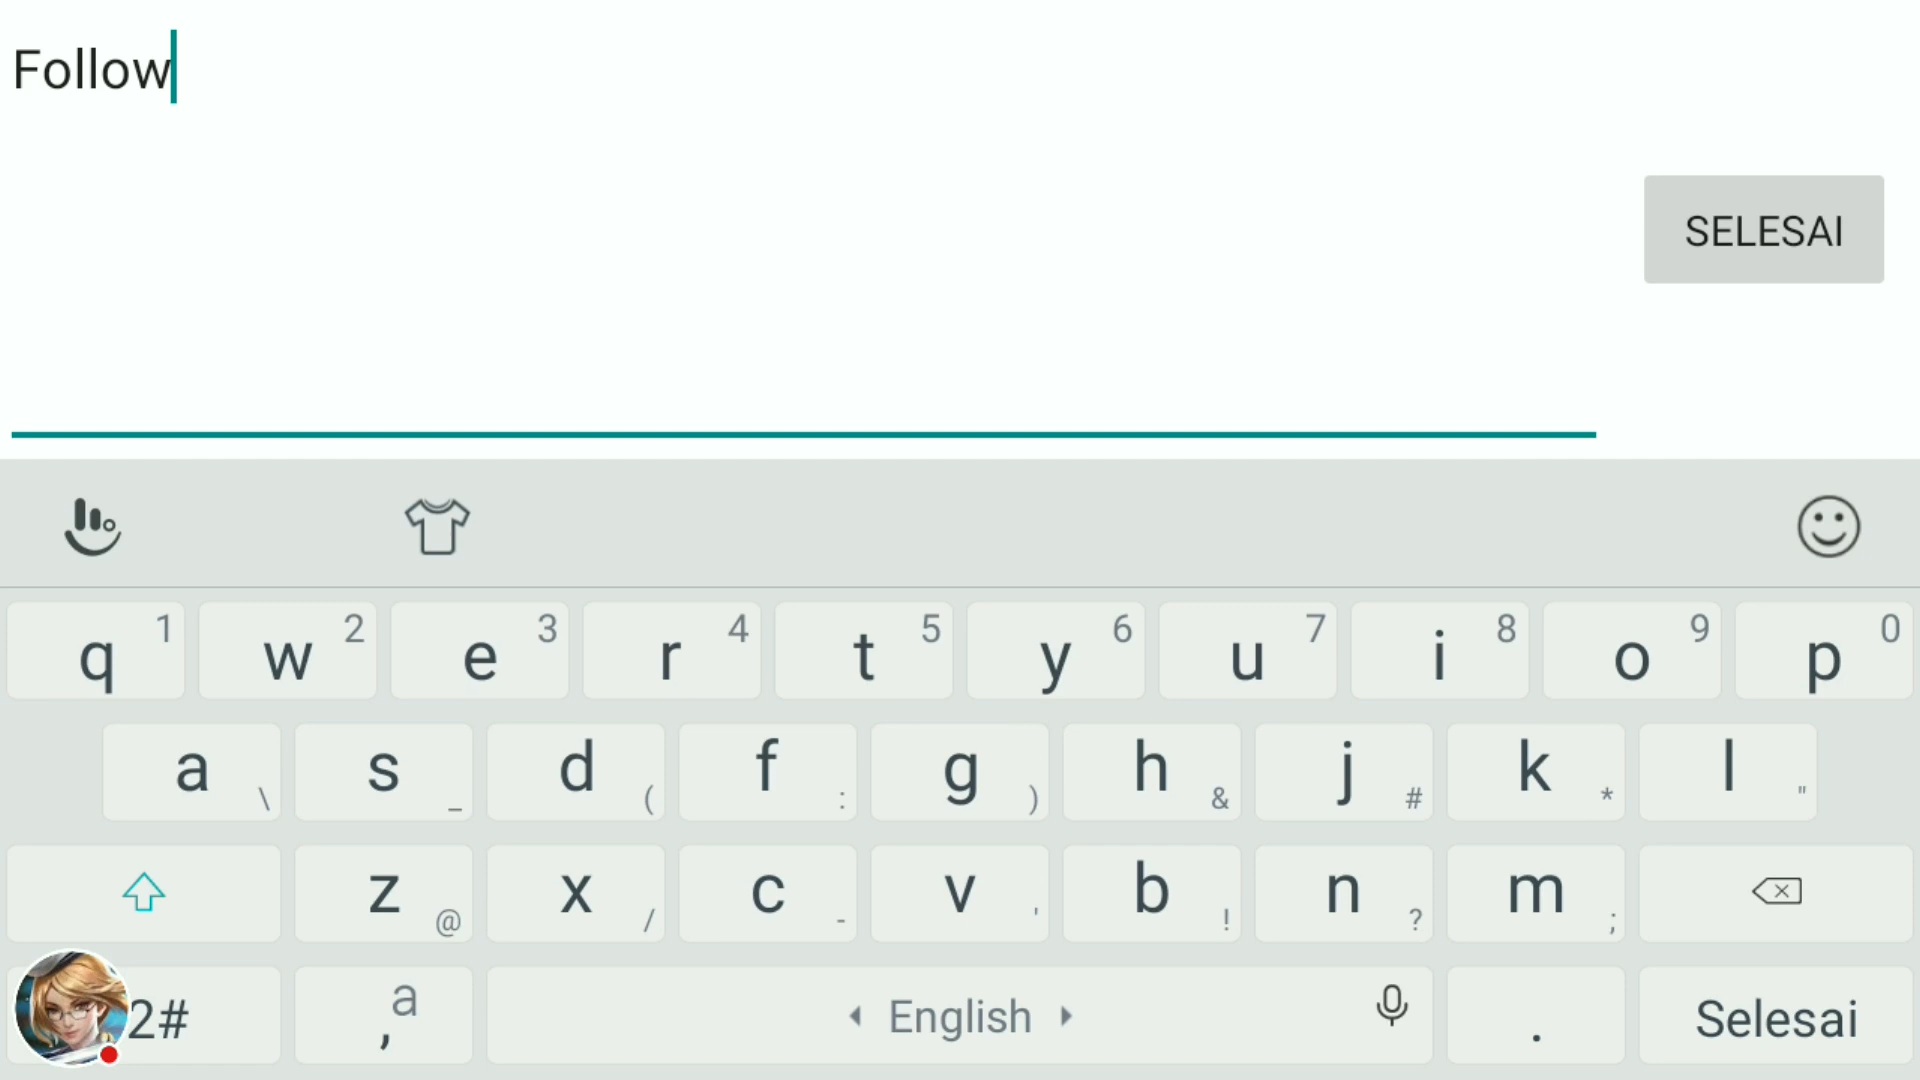 Follow
SELESAI
q 1 w 2 e 3 r 4 t 5 y 6 u 7 i 8 o 9 p 0
a \ s _ d ( f : g ) h & j # k * l "
z @ x / c - v ' b ! n ? m ;
2# , a English . Selesai